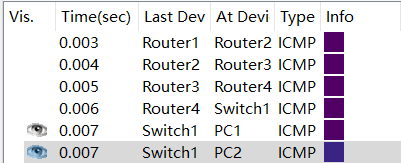 Vis. Time(sec) Last Dev At Devi Type Info
0.003 Router1 Router2 ICMP
0.004 Router2 Router3 ICMP
0.005 Router3 Router4 ICMP
0.006 Router4 Switch1 ICMP
0.007 Switch1 PC1 ICMP
0.007 Switch1 PC2 ICMP